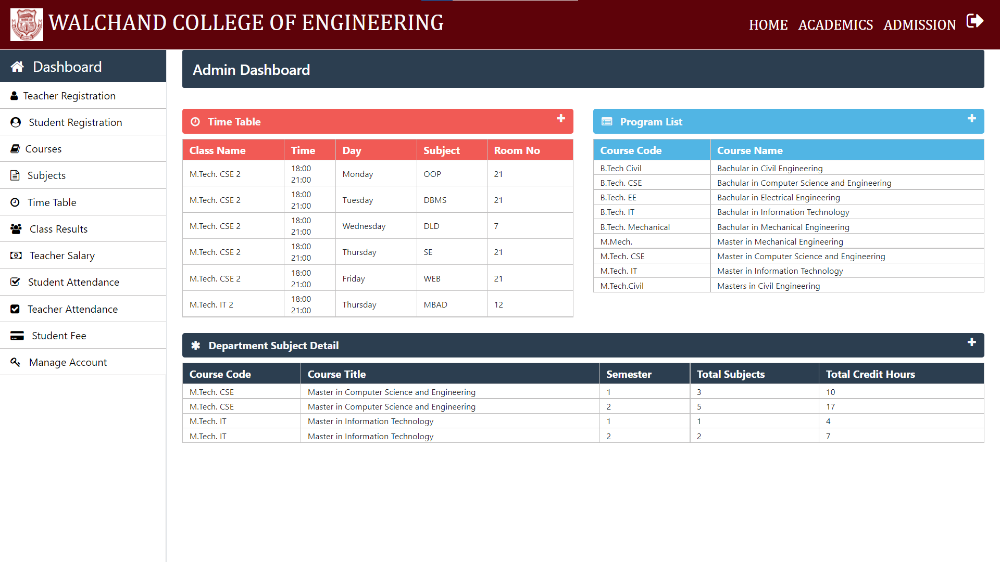 WALCHAND COLLEGE OF ENGINEERING
HOME ACADEMICS ADMISSION
Dashboard
Teacher Registration
Student Registration
Courses
Subjects
Time Table
Class Results
Teacher Salary
Student Attendance
Teacher Attendance
Student Fee
Manage Account
Admin Dashboard
Time Table
Class Name Time Day Subject Room No
M.Tech. CSE 2 18:00 21:00 Monday OOP 21
M.Tech. CSE 2 18:00 21:00 Tuesday DBMS 21
M.Tech. CSE 2 18:00 21:00 Wednesday DLD 7
M.Tech. CSE 2 18:00 21:00 Thursday SE 21
M.Tech. CSE 2 18:00 21:00 Friday WEB 21
M.Tech. IT 2 18:00 21:00 Thursday MBAD 12
Program List
Course Code Course Name
B.Tech Civil Bachular in Civil Engineering
B.Tech. CSE Bachular in Computer Science and Engineering
B.Tech. EE Bachular in Electrical Engineering
B.Tech. IT Bachular in Information Technology
B.Tech. Mechanical Bachular in Mechanical Engineering
M.Mech. Master in Mechanical Engineering
M.Tech. CSE Master in Computer Science and Engineering
M.Tech. IT Master in Information Technology
M.Tech.Civil Masters in Civil Engineering
Department Subject Detail
Course Code Course Title Semester Total Subjects Total Credit Hours
M.Tech. CSE Master in Computer Science and Engineering 1 3 10
M.Tech. CSE Master in Computer Science and Engineering 2 5 17
M.Tech. IT Master in Information Technology 1 1 4
M.Tech. IT Master in Information Technology 2 2 7